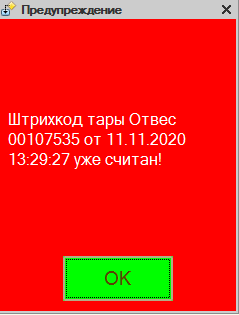 Предупреждение
Штрихкод тары Отвес
00107535 от 11.11.2020
13:29:27 уже считан!
OK